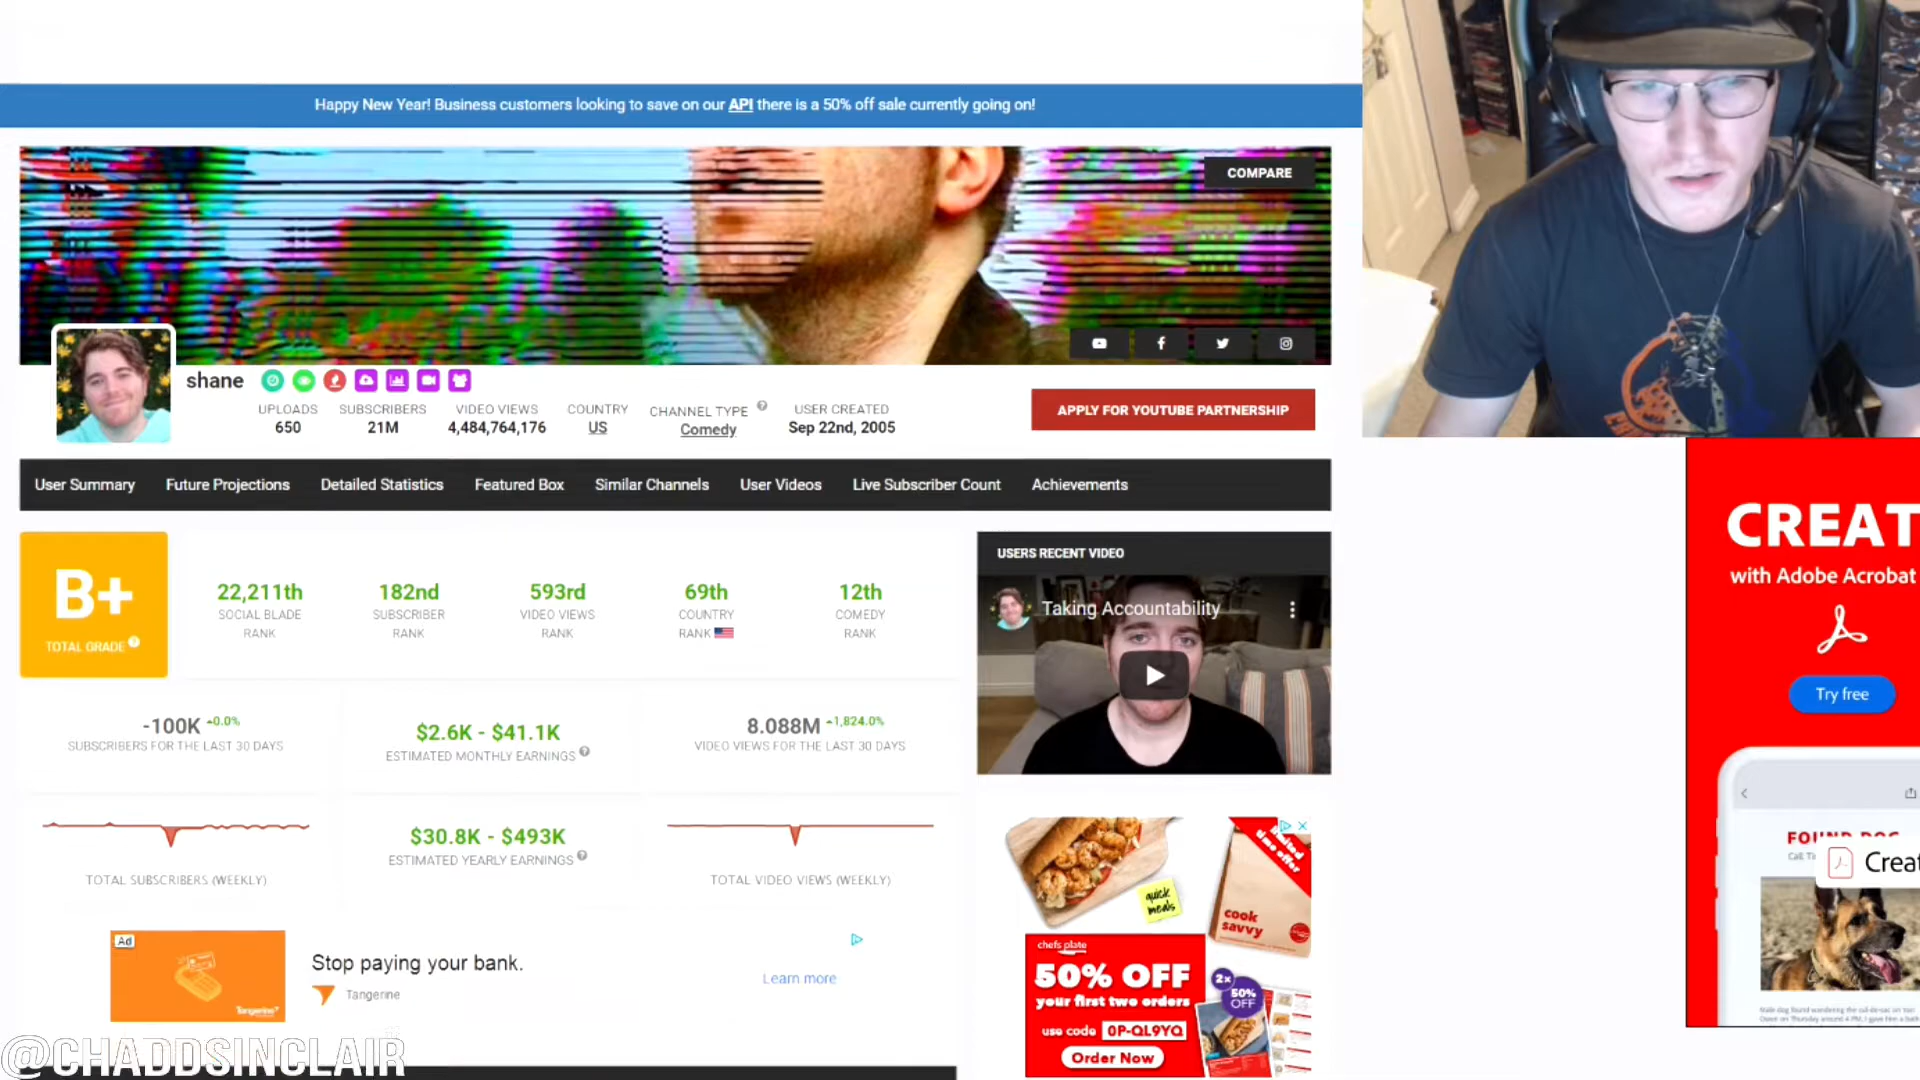 Happy New Year! Business customers looking to save on our API there is a 50% off sale currently going on!
COMPARE
shane
UPLOADS
650
SUBSCRIBERS
21M
VIDEO VIEWS
4,484,764,176
COUNTRY
US
CHANNEL TYPE
Comedy
USER CREATED
Sep 22nd, 2005
APPLY FOR YOUTUBE PARTNERSHIP
User Summary
Future Projections
Detailed Statistics
Featured Box
Similar Channels
User Videos
Live Subscriber Count
Achievements
B+
TOTAL GRADE
22,211th
SOCIAL BLADE
RANK
182nd
SUBSCRIBER
RANK
593rd
VIDEO VIEWS
RANK
69th
COUNTRY
RANK
12th
COMEDY
RANK
USERS RECENT VIDEO
Taking Accountability
-100K 0.0%
SUBSCRIBERS FOR THE LAST 30 DAYS
$2.6K - $41.1K
ESTIMATED MONTHLY EARNINGS
8.088M 1,824.0%
VIDEO VIEWS FOR THE LAST 30 DAYS
TOTAL SUBSCRIBERS (WEEKLY)
$30.8K - $493K
ESTIMATED YEARLY EARNINGS
TOTAL VIDEO VIEWS (WEEKLY)
Ad
Tangerine
Stop paying your bank.
Tangerine
Learn more
limited
time offer
quick
meals
cook
savvy
chefs plate
50% OFF
your first two orders
use code 0P-QL9YQ
Order Now
2x
50%
OFF
CREAT
with Adobe Acrobat
Try free
FOUND DOG
Call Ti
Creat
@CHADDSINCLAIR